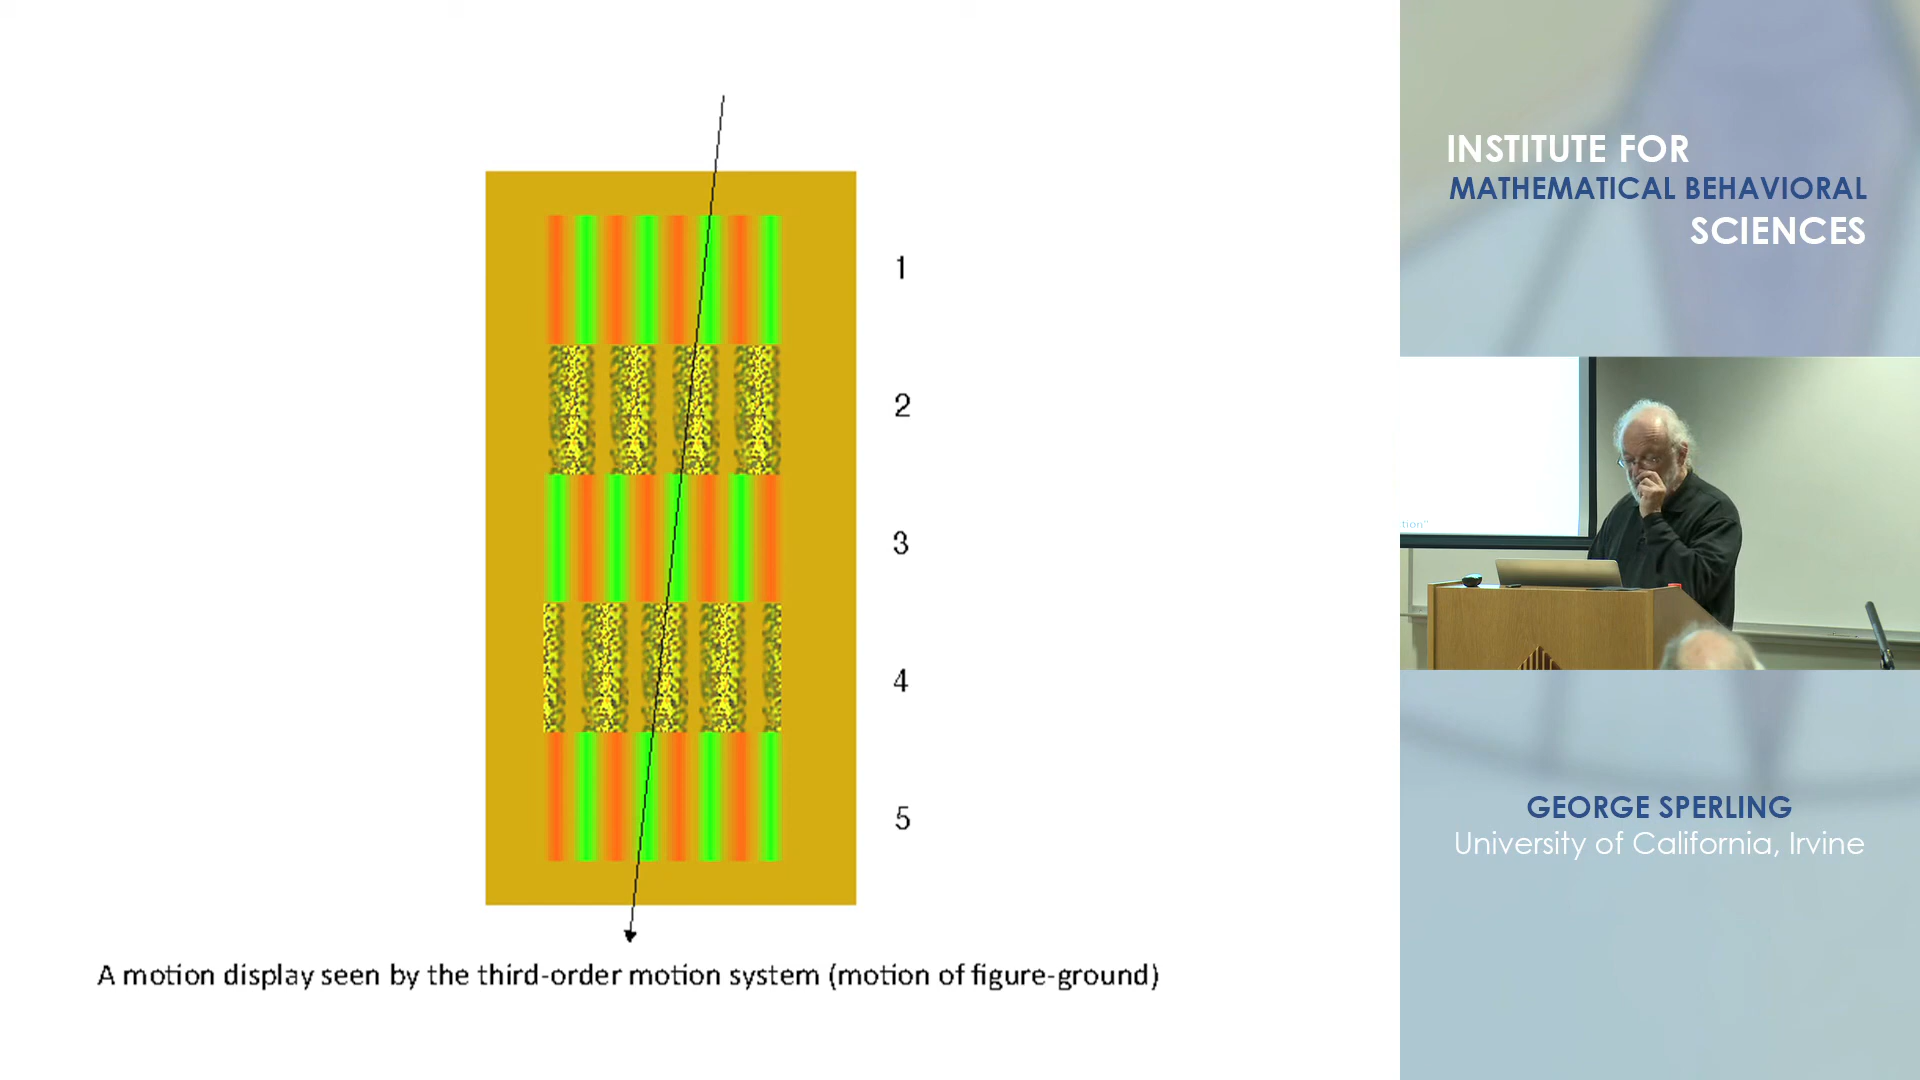 1
2
3
4
5
A motion display seen by the third-order motion system (motion of figure-ground)
INSTITUTE FOR
MATHEMATICAL BEHAVIORAL
SCIENCES
tion"
GEORGE SPERLING
University of California, Irvine